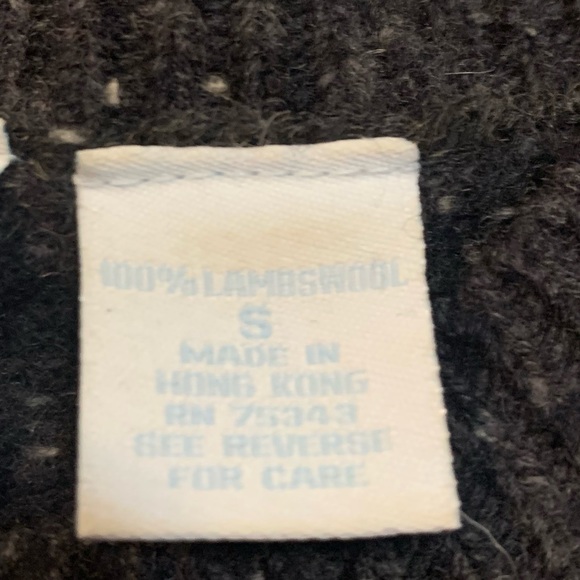 100% LAMBSWOOL
S
MADE IN
HONG KONG
RN 75343
SEE REVERSE
FOR CARE